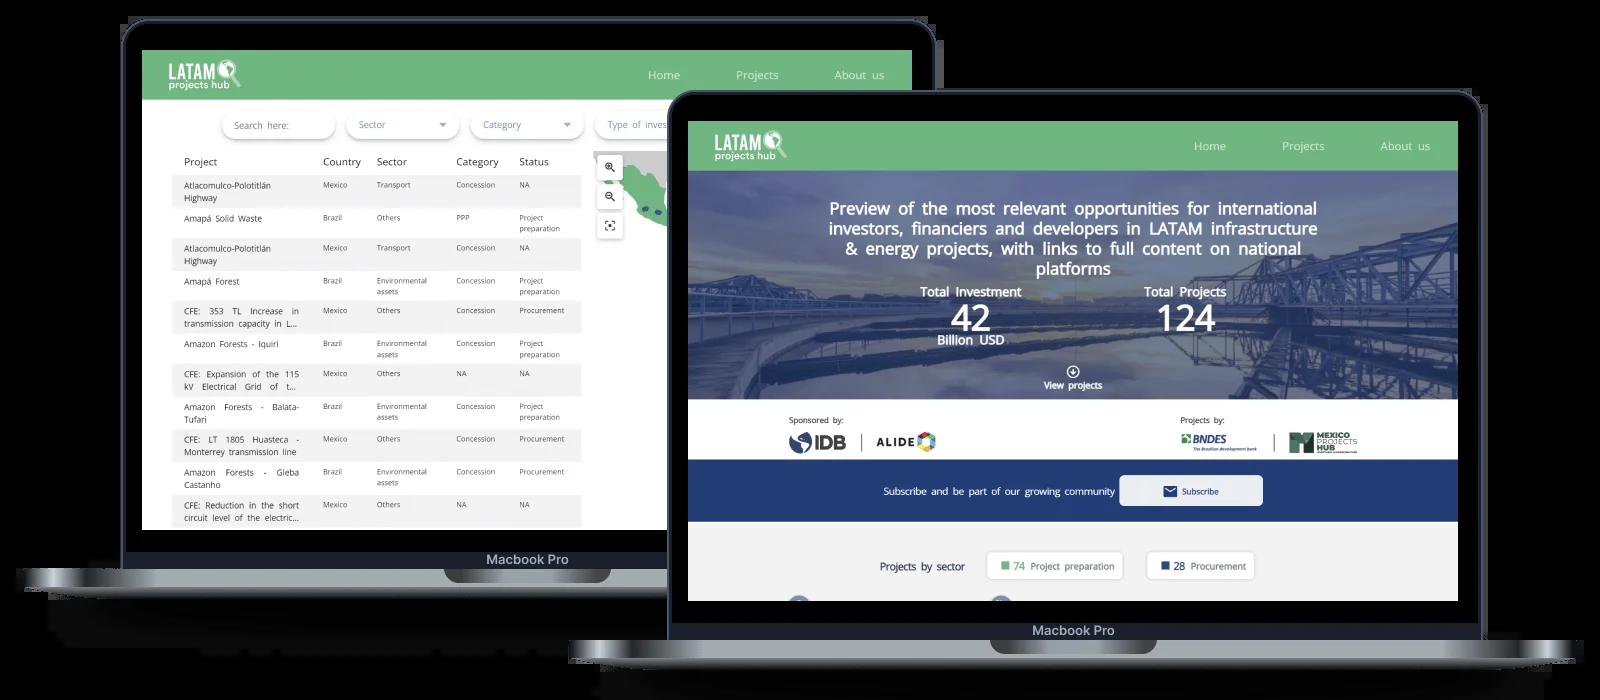 LATAM
projects hub
Home
Projects
About us
Search here:
Sector
Category
Type of inves
Project
Country
Sector
Category
Status
Atlacomulco-Polotitlán
Highway
Mexico
Transport
Concession
NA
Amapá Solid Waste
Brazil
Others
PPP
Project
preparation
Atlacomulco-Polotitlán
Highway
Mexico
Transport
Concession
NA
Amapá Forest
Brazil
Environmental
assets
Concession
Project
preparation
CFE: 353 TL Increase in
transmission capacity in L...
Mexico
Others
Concession
Procurement
Amazon Forests - Iquiri
Brazil
Environmental
assets
Concession
Project
preparation
CFE: Expansion of the 115
kV Electrical Grid of t...
Mexico
Others
NA
NA
Amazon Forests - Balata-
Tufari
Brazil
Environmental
assets
Concession
Project
preparation
CFE: LT 1805 Huasteca -
Monterrey transmission line
Mexico
Others
Concession
Procurement
Amazon Forests - Gleba
Castanho
Brazil
Environmental
assets
Concession
Procurement
CFE: Reduction in the short
circuit level of the electric...
Mexico
Others
NA
NA
Macbook Pro
LATAM
projects hub
Home
Projects
About us
Preview of the most relevant opportunities for international
investors, financiers and developers in LATAM infrastructure
& energy projects, with links to full content on national
platforms
Total Investment
42
Billion USD
Total Projects
124
View projects
Sponsored by:
IDB
ALIDE
Projects by:
BNDES
The Brazilian development bank
MEXICO
PROJECTS
HUB
Subscribe and be part of our growing community
Subscribe
Projects by sector
74 Project preparation
28 Procurement
Macbook Pro